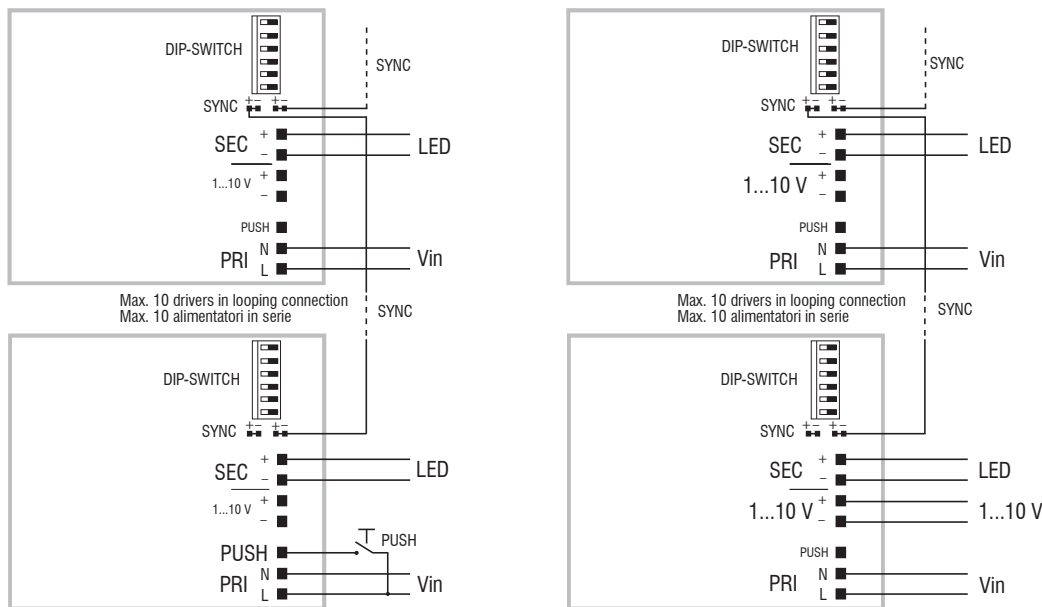 DIP-SWITCH
SYNC
SYNC + - + -
SEC + LED
-
1...10 V +
-
PUSH
PRI N Vin
L
Max. 10 drivers in looping connection
Max. 10 alimentatori in serie
SYNC
DIP-SWITCH
SYNC + - + -
SEC + LED
-
1...10 V +
-
PUSH PUSH
PRI N Vin
L
DIP-SWITCH
SYNC
SYNC + - + -
SEC + LED
-
1...10 V +
-
PUSH
PRI N Vin
L
Max. 10 drivers in looping connection
Max. 10 alimentatori in serie
SYNC
DIP-SWITCH
SYNC + - + -
SEC + LED
-
1...10 V + 1...10 V
-
PUSH
PRI N Vin
L